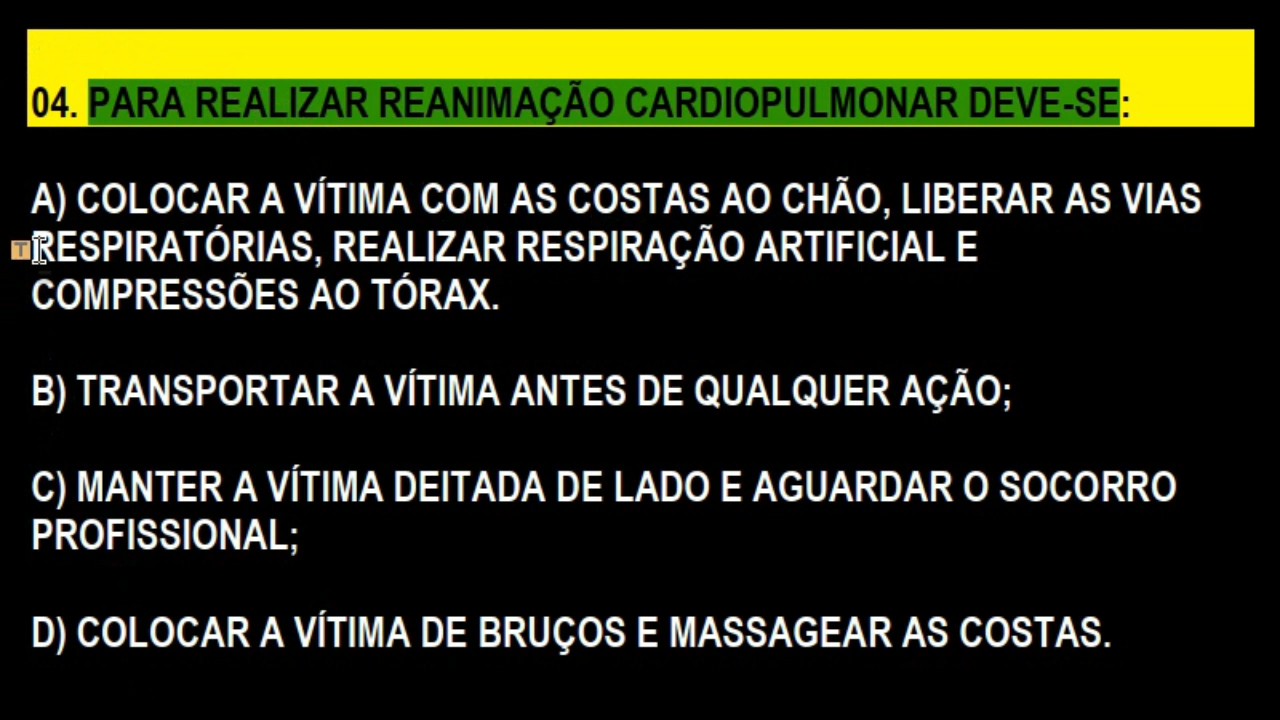 04. PARA REALIZAR REANIMAÇÃO CARDIOPULMONAR DEVE-SE:
A) COLOCAR A VÍTIMA COM AS COSTAS AO CHÃO, LIBERAR AS VIAS
RESPIRATÓRIAS, REALIZAR RESPIRAÇÃO ARTIFICIAL E
COMPRESSÕES AO TÓRAX.
B) TRANSPORTAR A VÍTIMA ANTES DE QUALQUER AÇÃO;
C) MANTER A VÍTIMA DEITADA DE LADO E AGUARDAR O SOCORRO
PROFISSIONAL;
D) COLOCAR A VÍTIMA DE BRUÇOS E MASSAGEAR AS COSTAS.